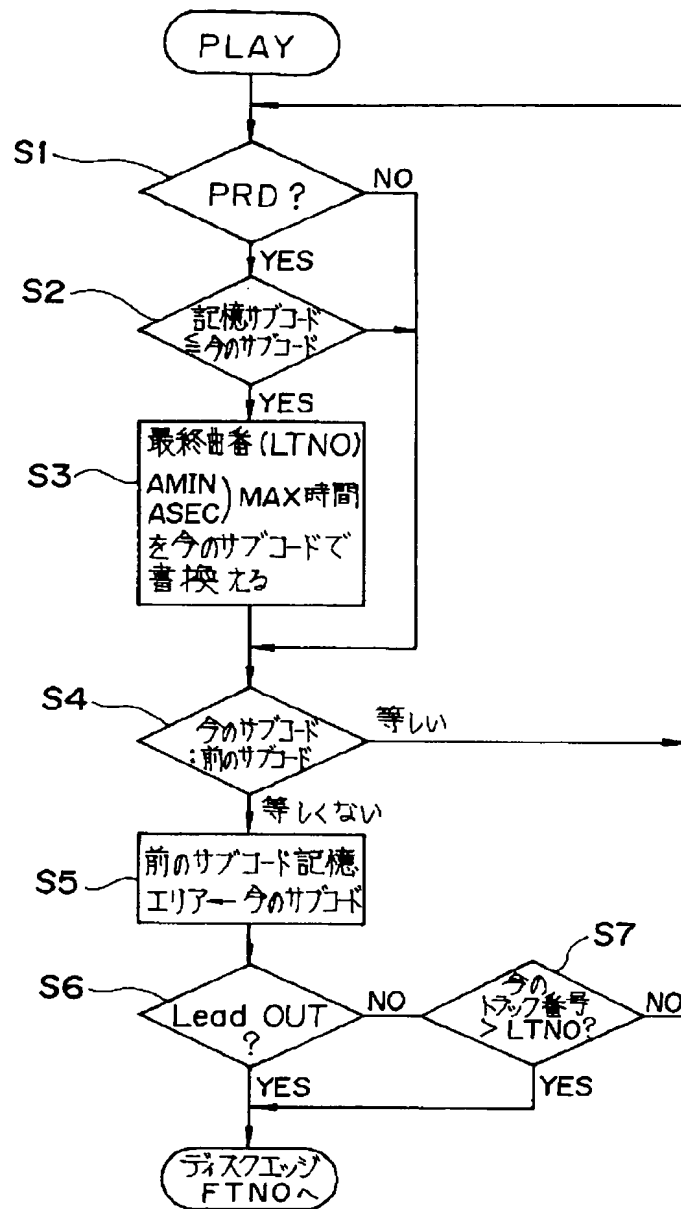 PLAY
S1
PRD?
NO
YES
S2
記憶サブコード
≦今のサブコード
YES
S3
最終曲番(LTNO)
AMIN
ASEC)MAX時間
を今のサブコードで
書換える
S4
今のサブコード
:前のサブコード
等しい
等しくない
S5
前のサブコード記憶
エリア←今のサブコード
S6
Lead OUT
?
NO
YES
S7
今の
トラック番号
>LTNO?
NO
YES
ディスクエッジ
FTNOへ